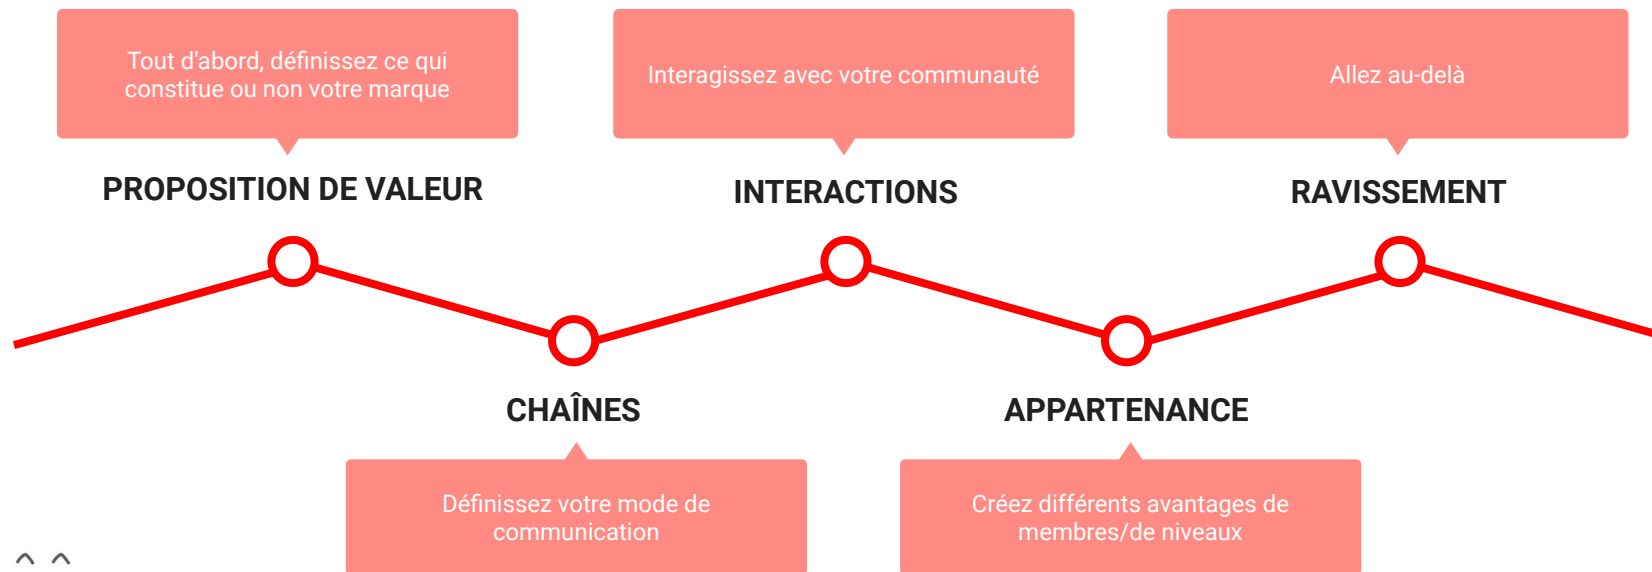 Tout d'abord, définissez ce qui
constitue ou non votre marque
PROPOSITION DE VALEUR
Interagissez avec votre communauté
INTERACTIONS
Allez au-delà
RAVISSEMENT
CHAÎNES
Définissez votre mode de
communication
APPARTENANCE
Créez différents avantages de
membres/de niveaux